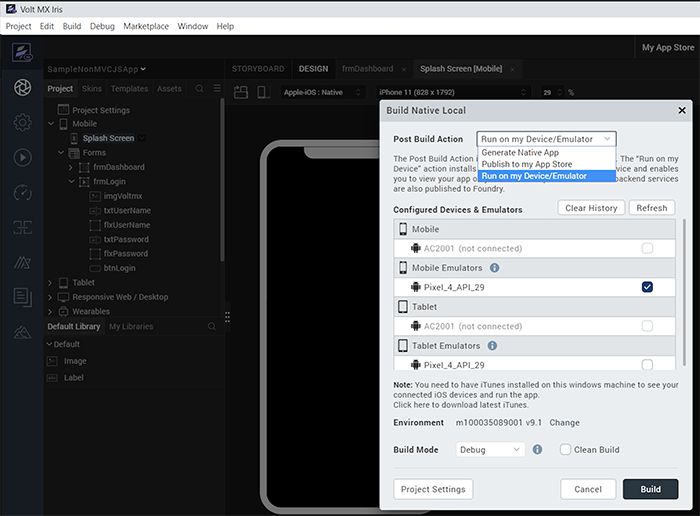 Volt MX Iris
Project Edit Build Debug Marketplace Window Help
My App Store
SampleNonMVCJSApp
STORYBOARD DESIGN frmDashboard × Splash Screen [Mobile] ×
Project Skins Templates Assets
Apple-iOS : Native iPhone 11 (828 x 1792) 29 %
Project Settings
Mobile
Splash Screen
Forms
frmDashboard
frmLogin
imgVoltmx
txtUserName
flxUserName
txtPassword
flxPassword
btnLogin
Tablet
Responsive Web / Desktop
Wearables
Default Library My Libraries
Default
Image
Label
Build Native Local
Post Build Action Run on my Device/Emulator
Generate Native App
Publish to my App Store
Run on my Device/Emulator
The Post Build Action The "Run on my
Device" action installs vice and enables
you to view your app o backend services
are also published to Foundry.
Configured Devices & Emulators Clear History Refresh
Mobile
AC2001 (not connected)
Mobile Emulators
Pixel_4_API_29
Tablet
AC2001 (not connected)
Tablet Emulators
Pixel_4_API_29
Note: You need to have iTunes installed on this windows machine to see your
connected iOS devices and run the app.
Click here to download latest iTunes.
Environment m100035089001 v9.1 Change
Build Mode Debug Clean Build
Project Settings Cancel Build